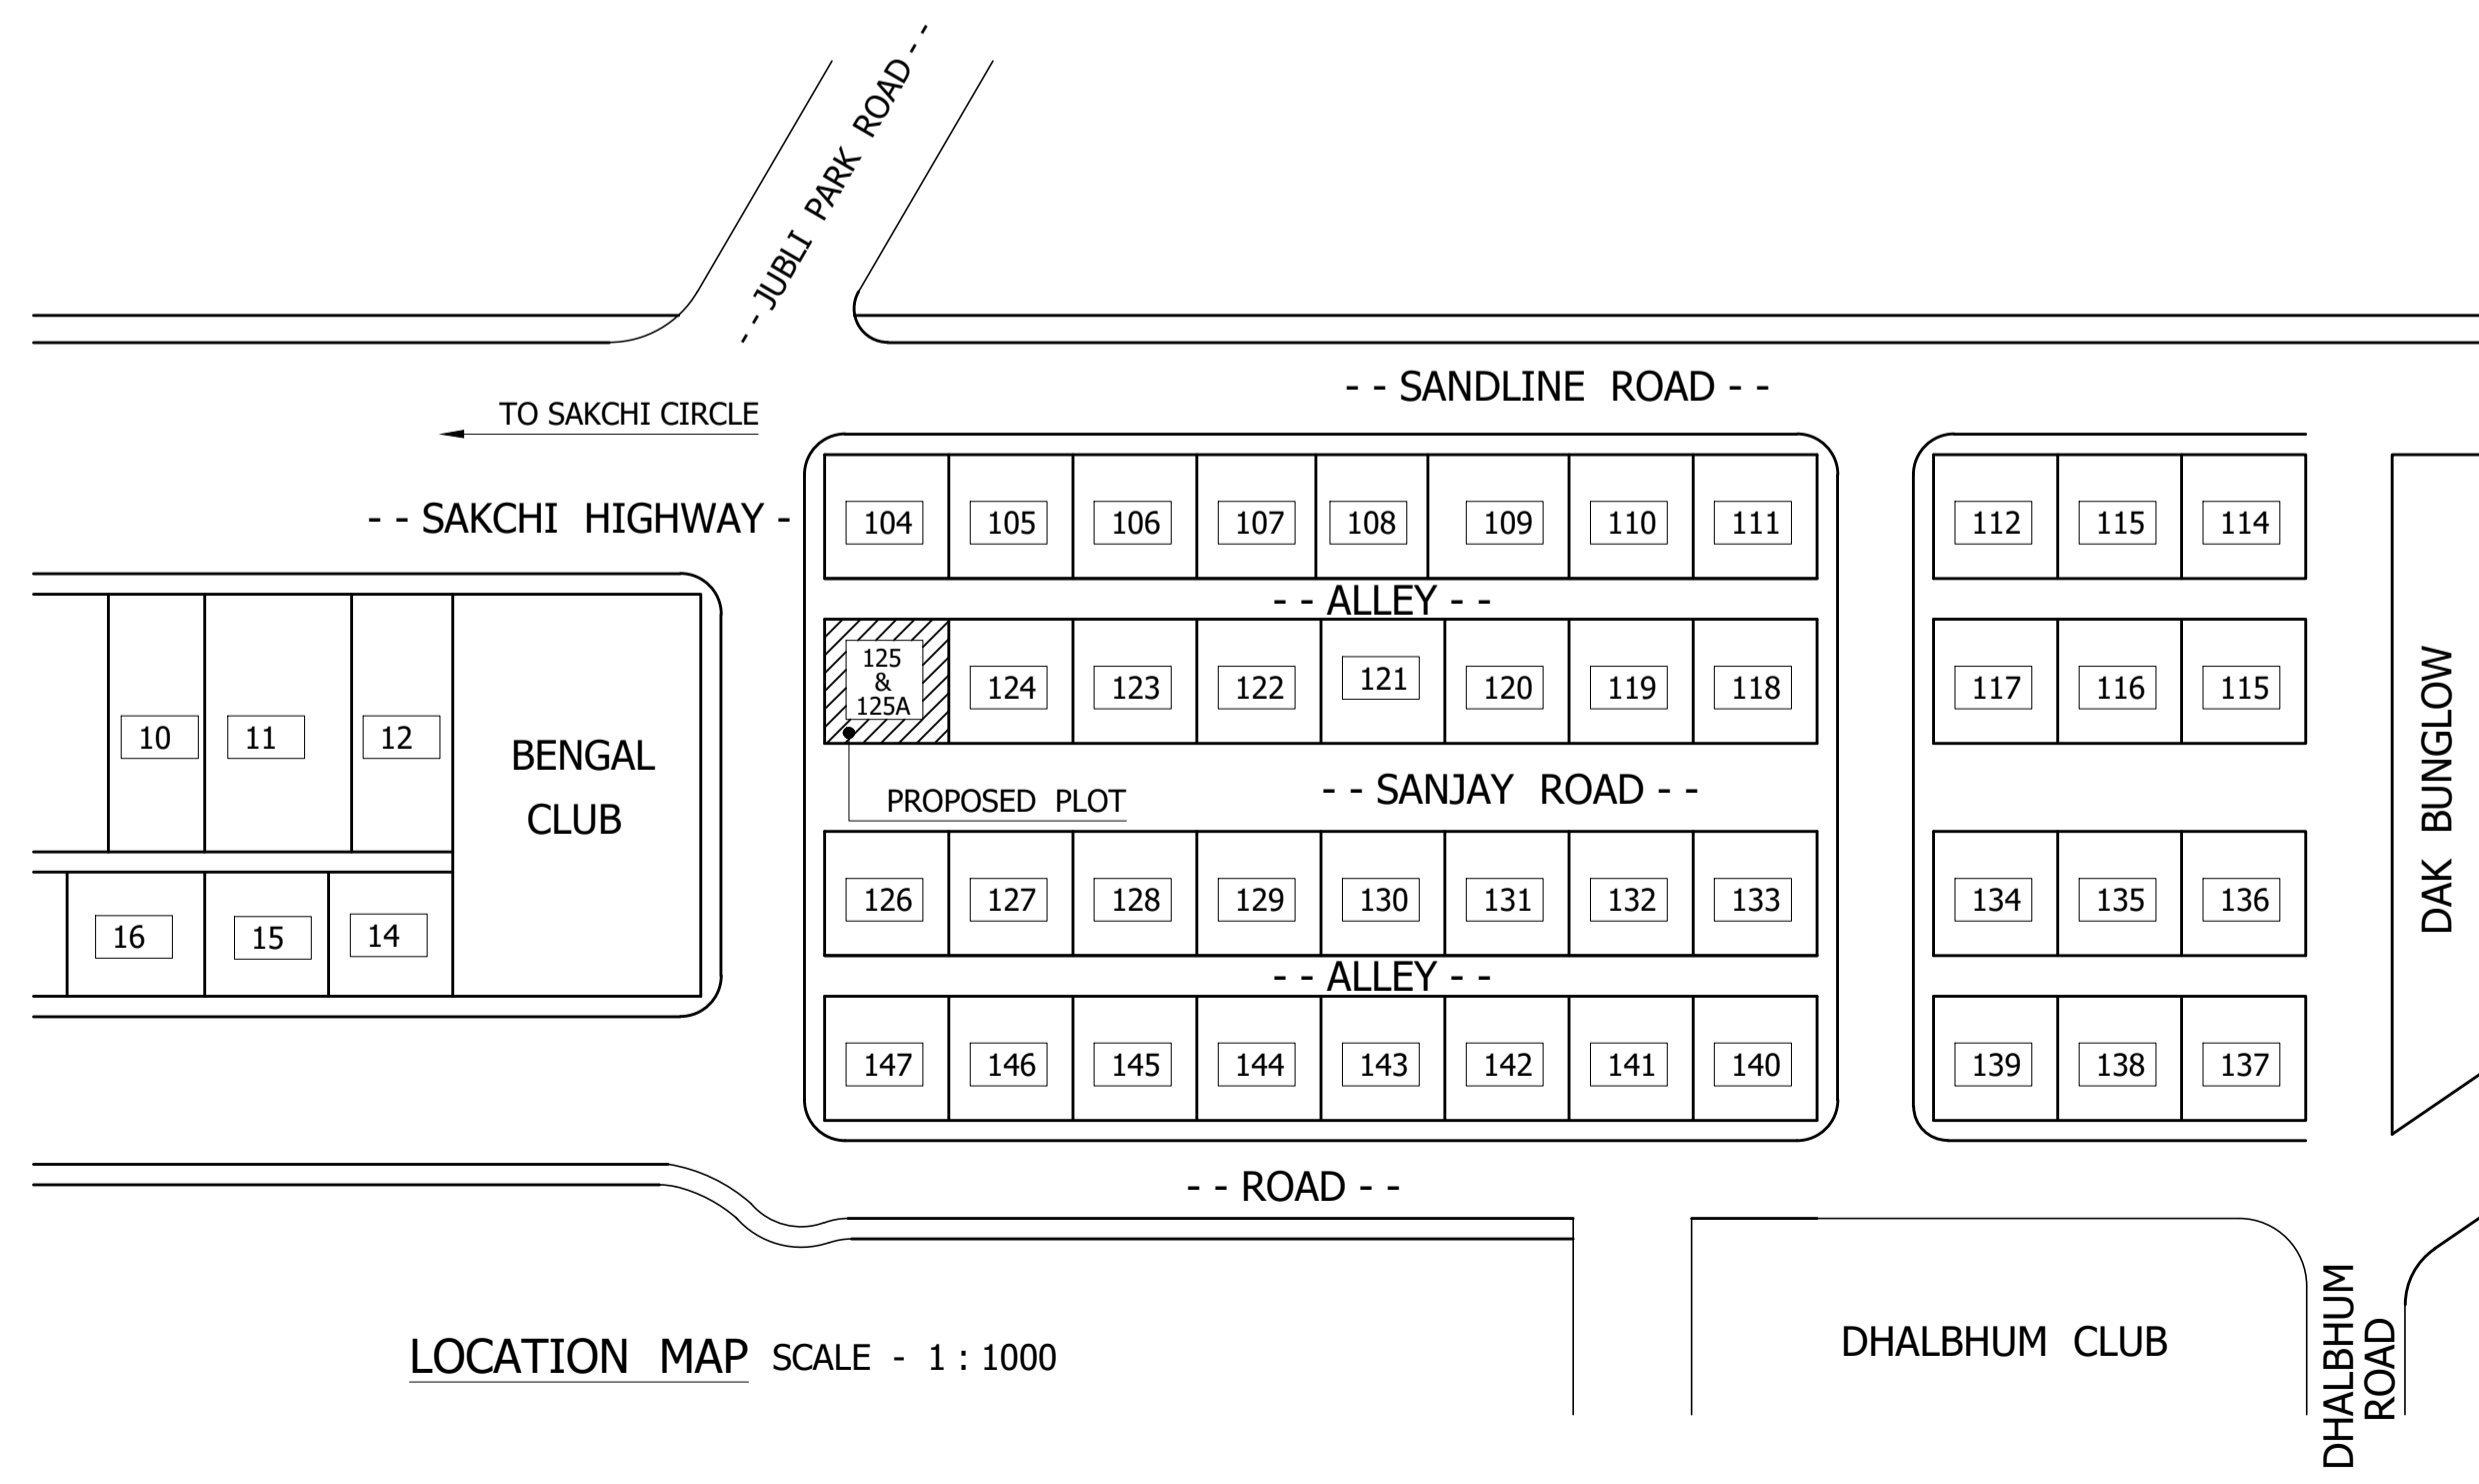 - - JUBLI PARK ROAD - -
- - SANDLINE ROAD - -
TO SAKCHI CIRCLE
- - SAKCHI HIGHWAY -
104 105 106 107 108 109 110 111 112 115 114
- - ALLEY - -
125
&
125A
124 123 122 121 120 119 118 117 116 115
10 11 12
BENGAL
CLUB
PROPOSED PLOT
- - SANJAY ROAD - -
DAK BUNGLOW
126 127 128 129 130 131 132 133 134 135 136
16 15 14
- - ALLEY - -
147 146 145 144 143 142 141 140 139 138 137
- - ROAD - -
LOCATION MAP SCALE - 1 : 1000
DHALBHUM CLUB
DHALBHUM
ROAD